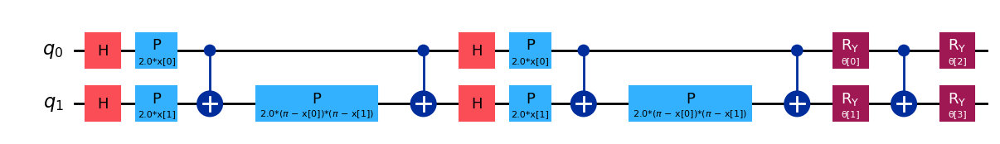 q0 H P 2.0*x[0] H P 2.0*x[0] RY θ[0] RY θ[2]
q1 H P 2.0*x[1] P 2.0*(π − x[0])*(π − x[1]) H P 2.0*x[1] P 2.0*(π − x[0])*(π − x[1]) RY θ[1] RY θ[3]